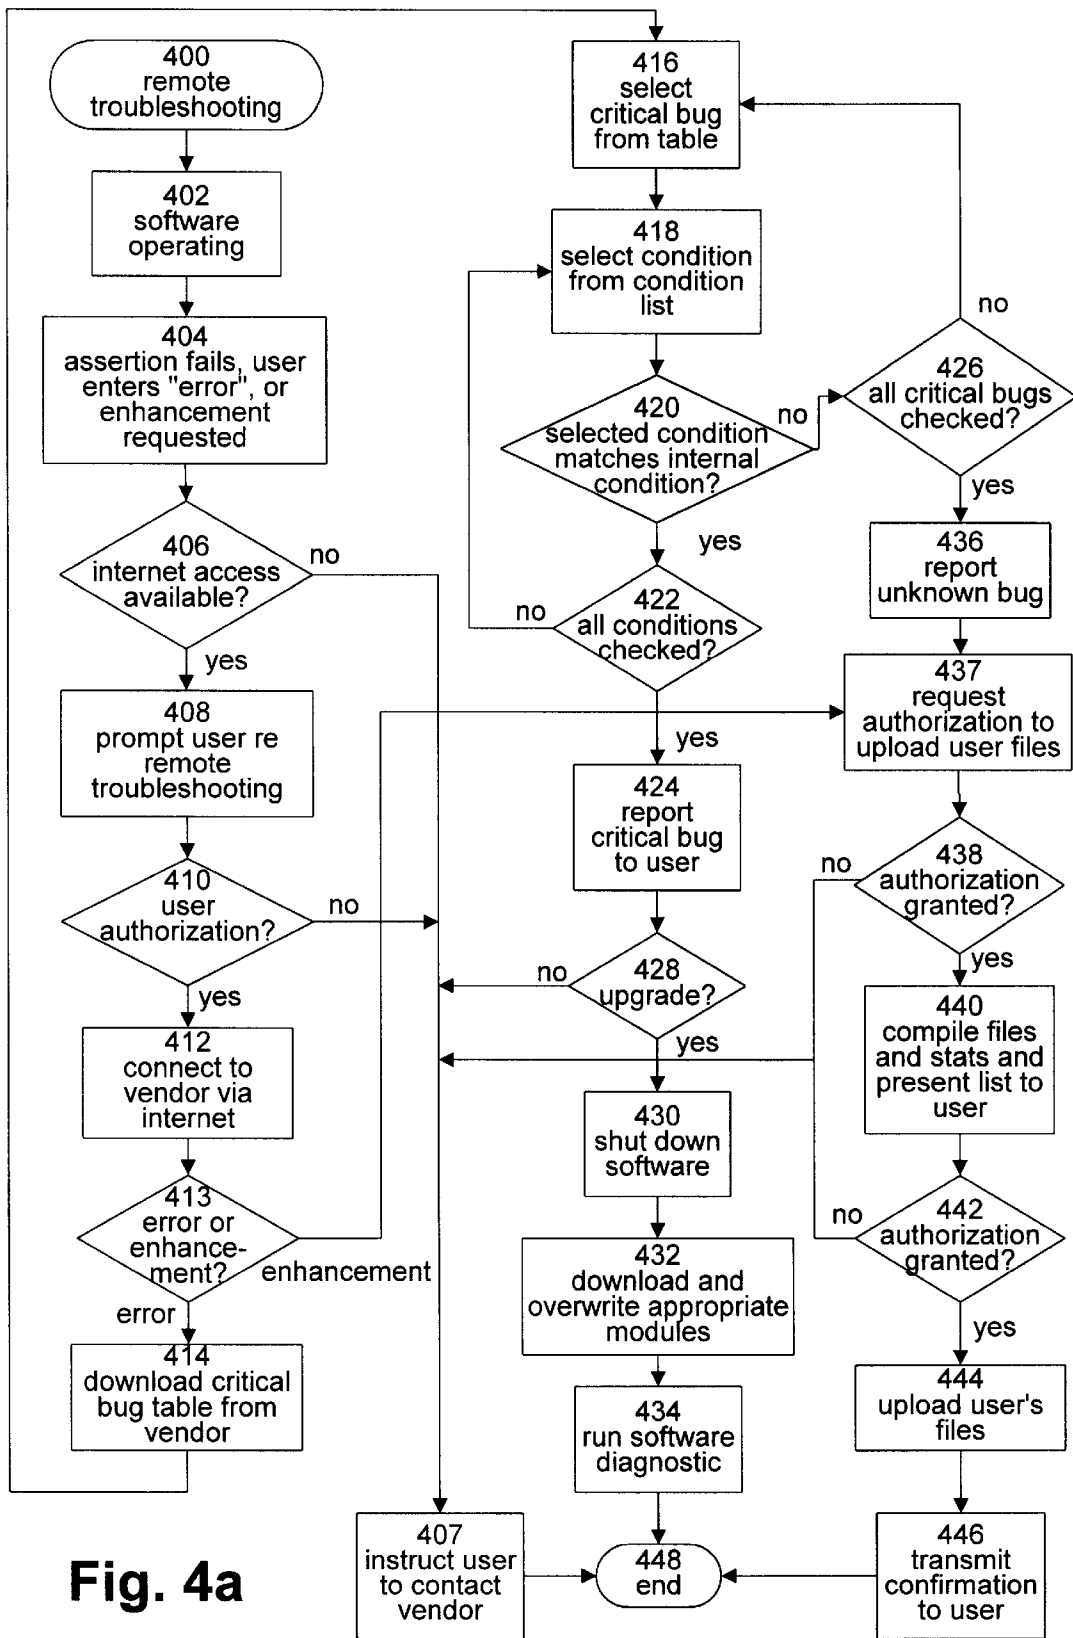 400
remote
troubleshooting
402
software
operating
404
assertion fails, user
enters "error", or
enhancement
requested
406
internet access
available?
no
yes
408
prompt user re
remote
troubleshooting
410
user
authorization?
no
yes
412
connect to
vendor via
internet
413
error or
enhance-
ment?
enhancement
error
414
download critical
bug table from
vendor
416
select
critical bug
from table
418
select condition
from condition
list
420
selected condition
matches internal
condition?
no
yes
422
all conditions
checked?
no
yes
424
report
critical bug
to user
428
upgrade?
no
yes
430
shut down
software
432
download and
overwrite appropriate
modules
434
run software
diagnostic
407
instruct user
to contact
vendor
448
end
no
426
all critical bugs
checked?
yes
436
report
unknown bug
437
request
authorization to
upload user files
438
authorization
granted?
no
yes
440
compile files
and stats and
present list to
user
442
authorization
granted?
no
yes
444
upload user's
files
446
transmit
confirmation
to user
Fig. 4a